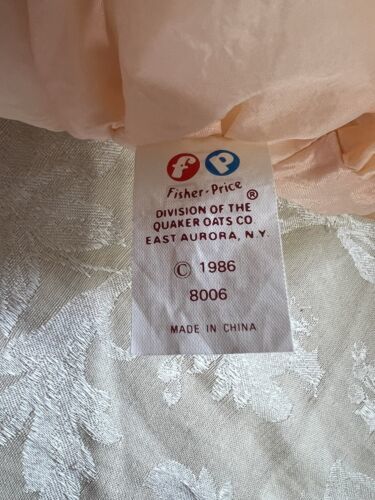 f P
Fisher-Price ®
DIVISION OF THE
QUAKER OATS CO
EAST AURORA, N.Y.
© 1986
8006
MADE IN CHINA